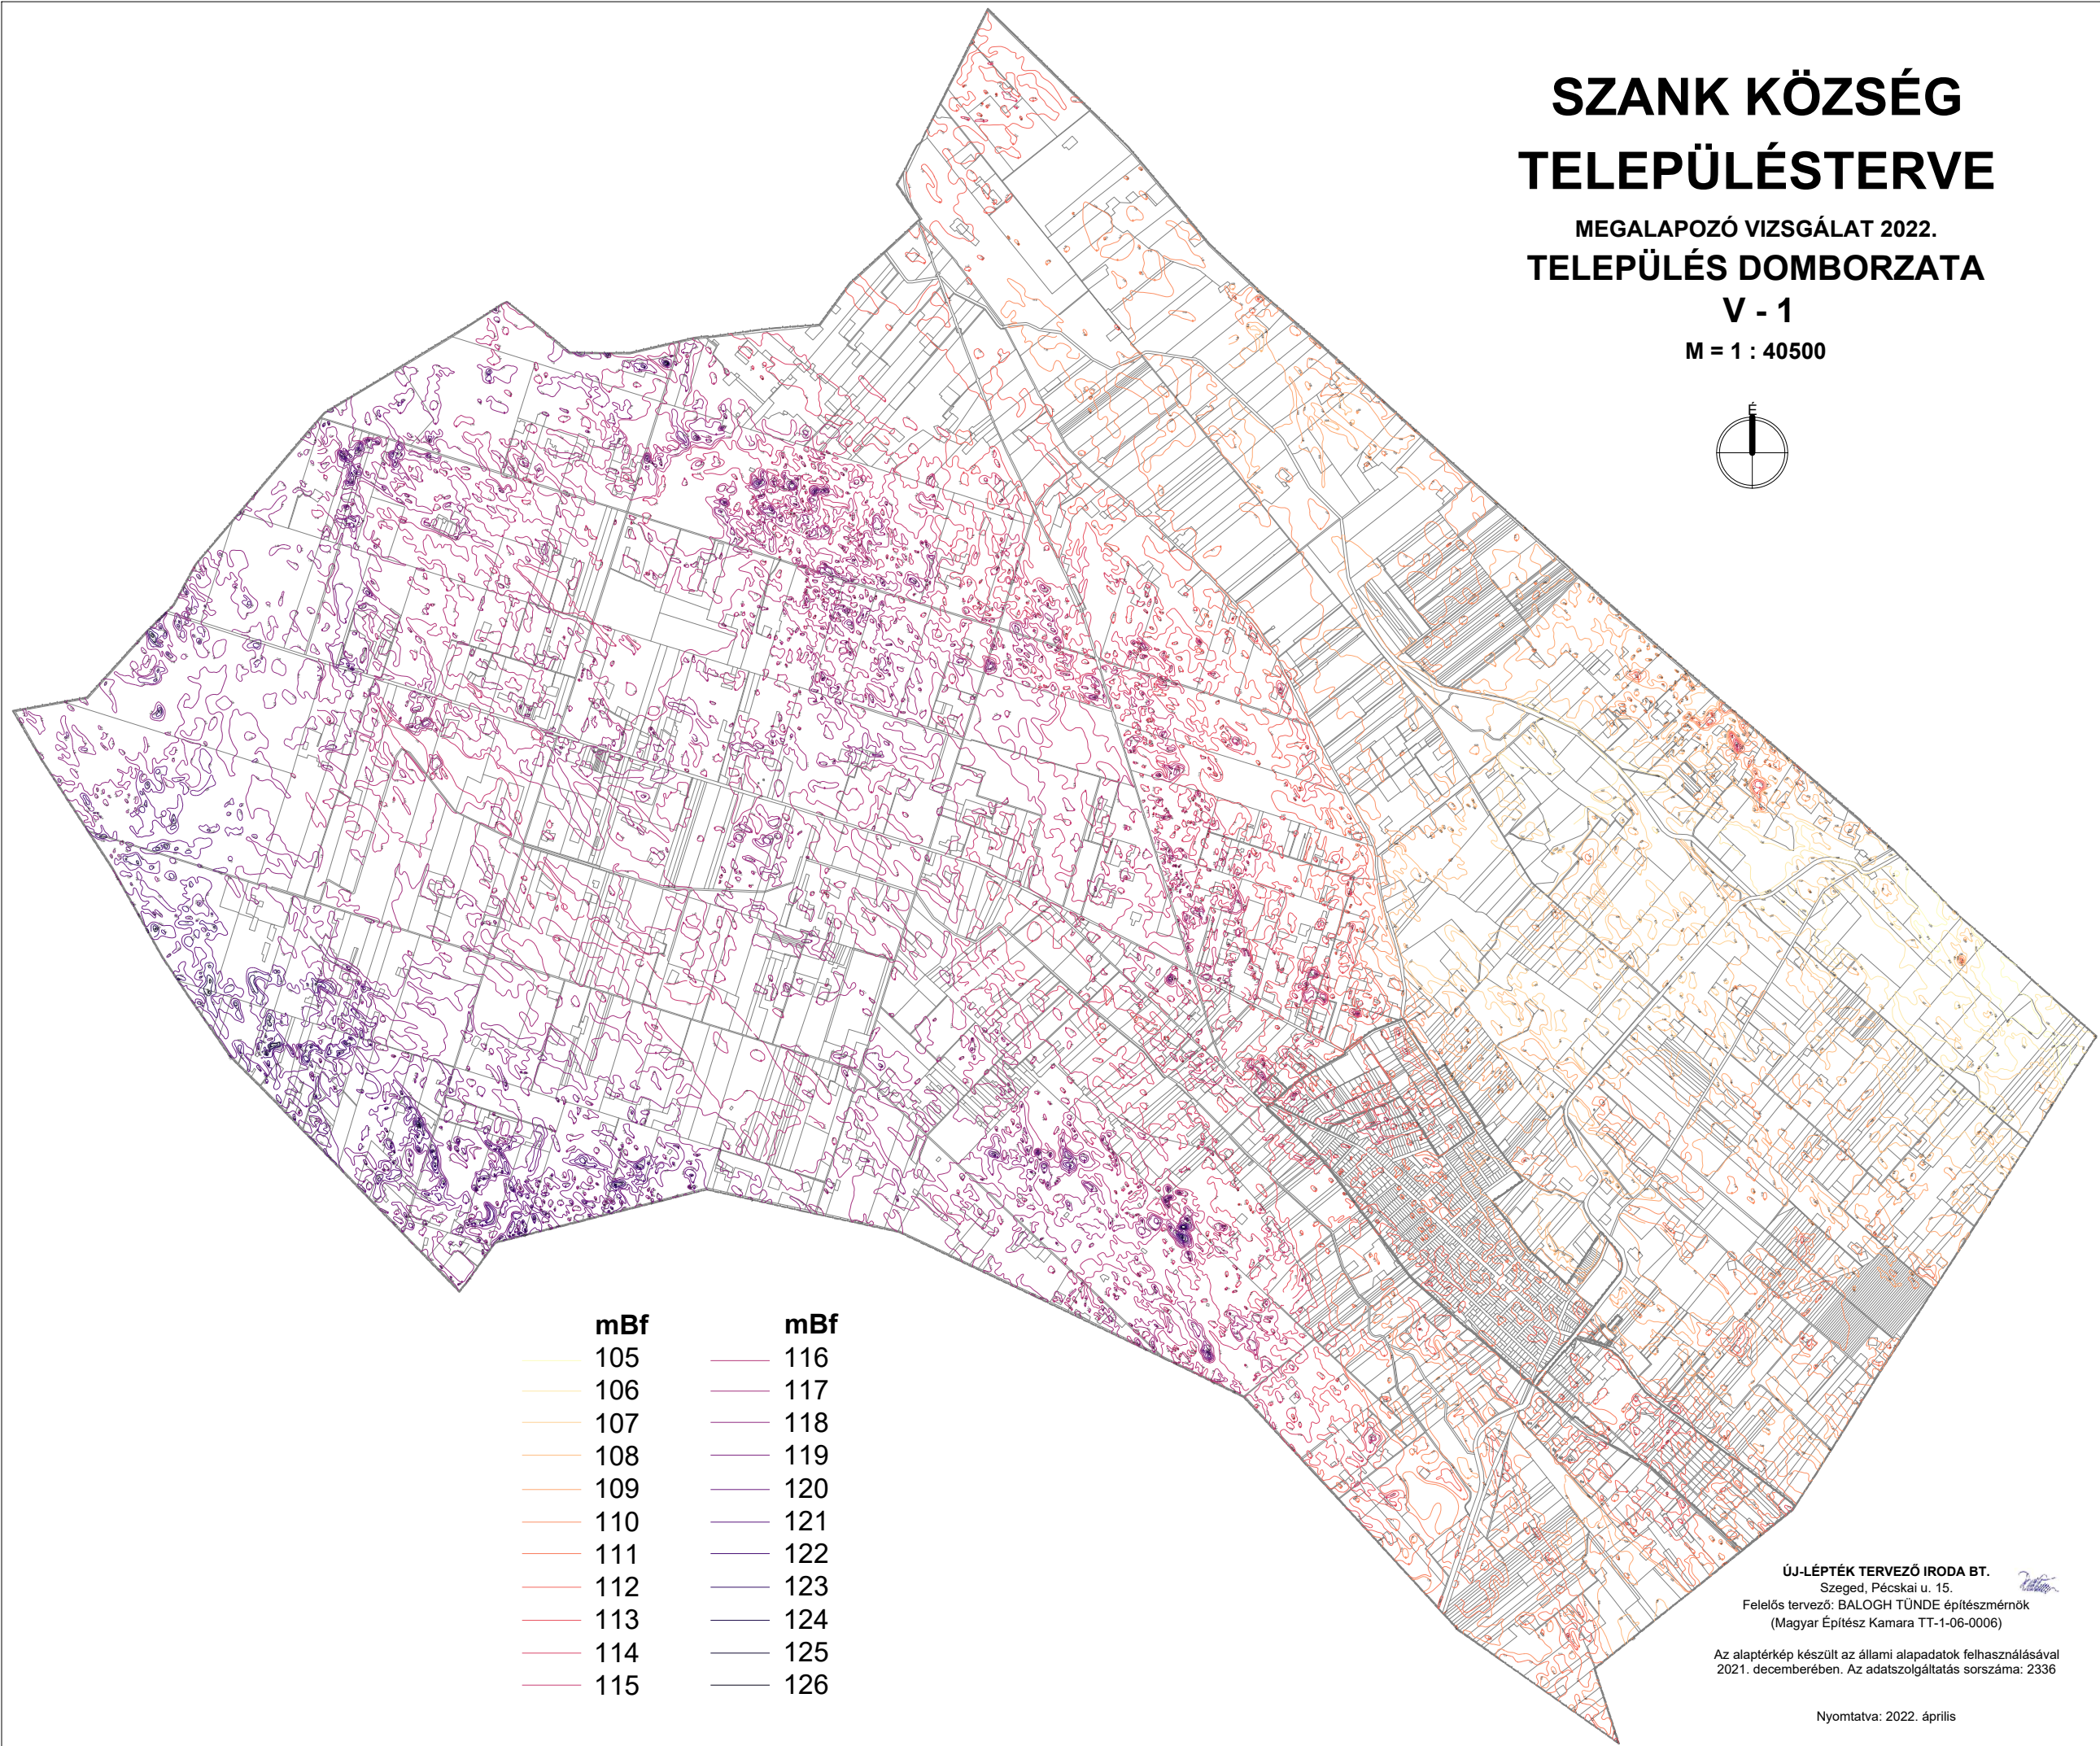 SZANK KÖZSÉG
TELEPÜLÉSTERVE
MEGALAPOZÓ VIZSGÁLAT 2022.
TELEPÜLÉS DOMBORZATA
V - 1
M = 1 : 40500
É
mBf
105
106
107
108
109
110
111
112
113
114
115
mBf
116
117
118
119
120
121
122
123
124
125
126
ÚJ-LÉPTÉK TERVEZŐ IRODA BT.
Szeged, Pécskai u. 15.
Felelős tervező: BALOGH TÜNDE építészmérnök
(Magyar Építész Kamara TT-1-06-0006)
Az alaptérkép készült az állami alapadatok felhasználásával
2021. decemberében. Az adatszolgáltatás sorszáma: 2336
Nyomtatva: 2022. április